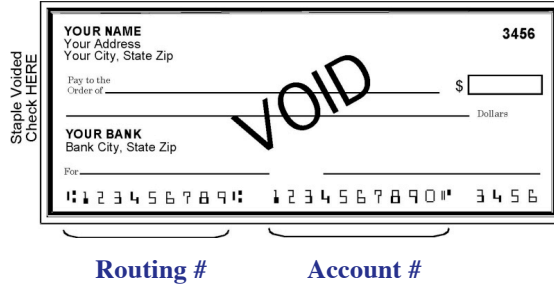 Staple Voided
Check HERE
YOUR NAME
3456
Your Address
Your City, State Zip
Pay to the
Order of
$
VOID
Dollars
YOUR BANK
Bank City, State Zip
For
⑆123456789⑆ 1234567890⑈ 3456
Routing # Account #